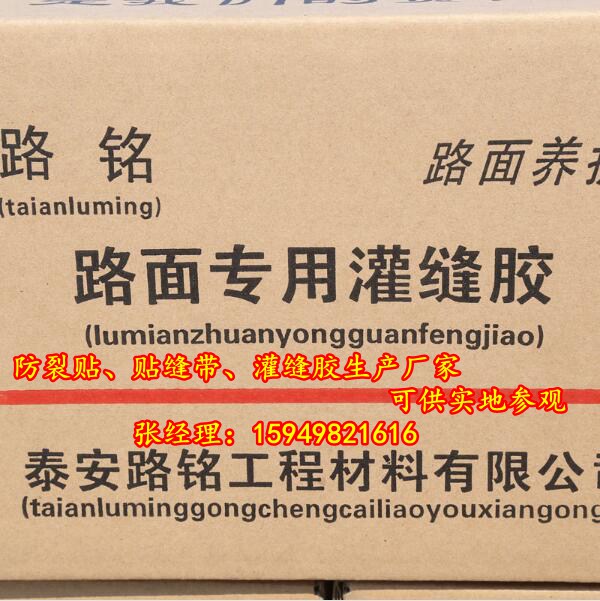 路铭
(taianluming)
路面养护
路面专用灌缝胶
(lumianzhuanyongguanfengjiao)
防裂贴、贴缝带、灌缝胶生产厂家
可供实地参观
张经理：15949821616
泰安路铭工程材料有限公
(taianluminggongchengcailiaoyouxiangong